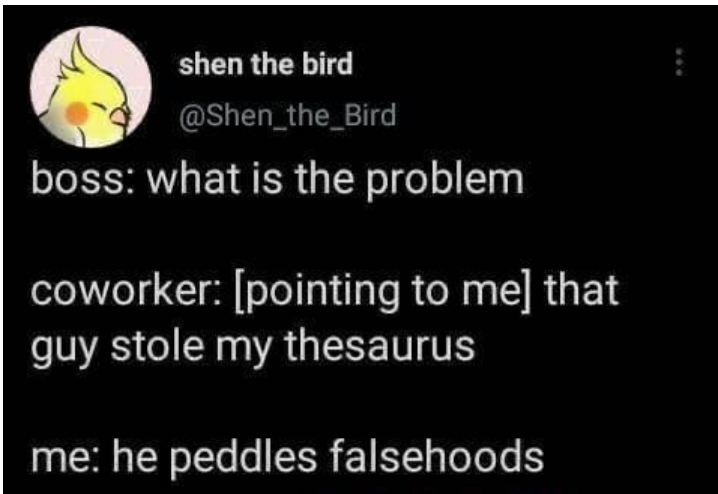 shen the bird
@Shen_the_Bird
boss: what is the problem
coworker: [pointing to me] that
guy stole my thesaurus
me: he peddles falsehoods